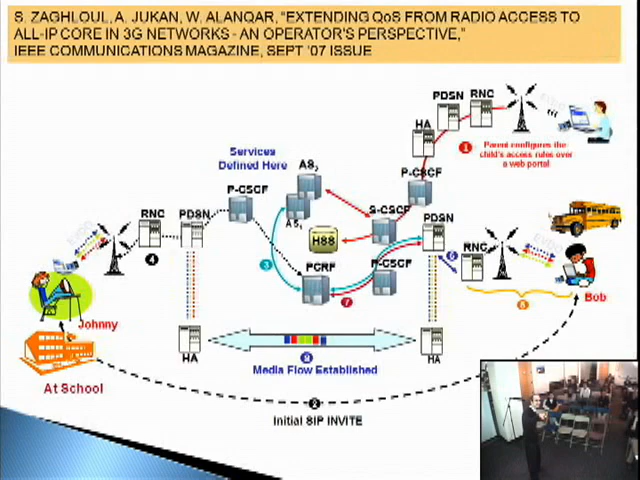 S. ZAGHLOUL, A. JUKAN, W. ALANQAR, "EXTENDING QoS FROM RADIO ACCESS TO
ALL-IP CORE IN 3G NETWORKS - AN OPERATOR'S PERSPECTIVE,"
IEEE COMMUNICATIONS MAGAZINE, SEPT '07 ISSUE
PDSN
RNC
HA
1
Parent configures the
child's access rules over
a web portal
Services
Defined Here
AS2
P-CSCF
P-CSCF
AS1
S-CSCF
RNC
PDSN
PDSN
HSS
RNC
4
3
6
PCRF
P-CSCF
7
5
Johnny
Bob
HA
HA
8
Media Flow Established
At School
2
Initial SIP INVITE